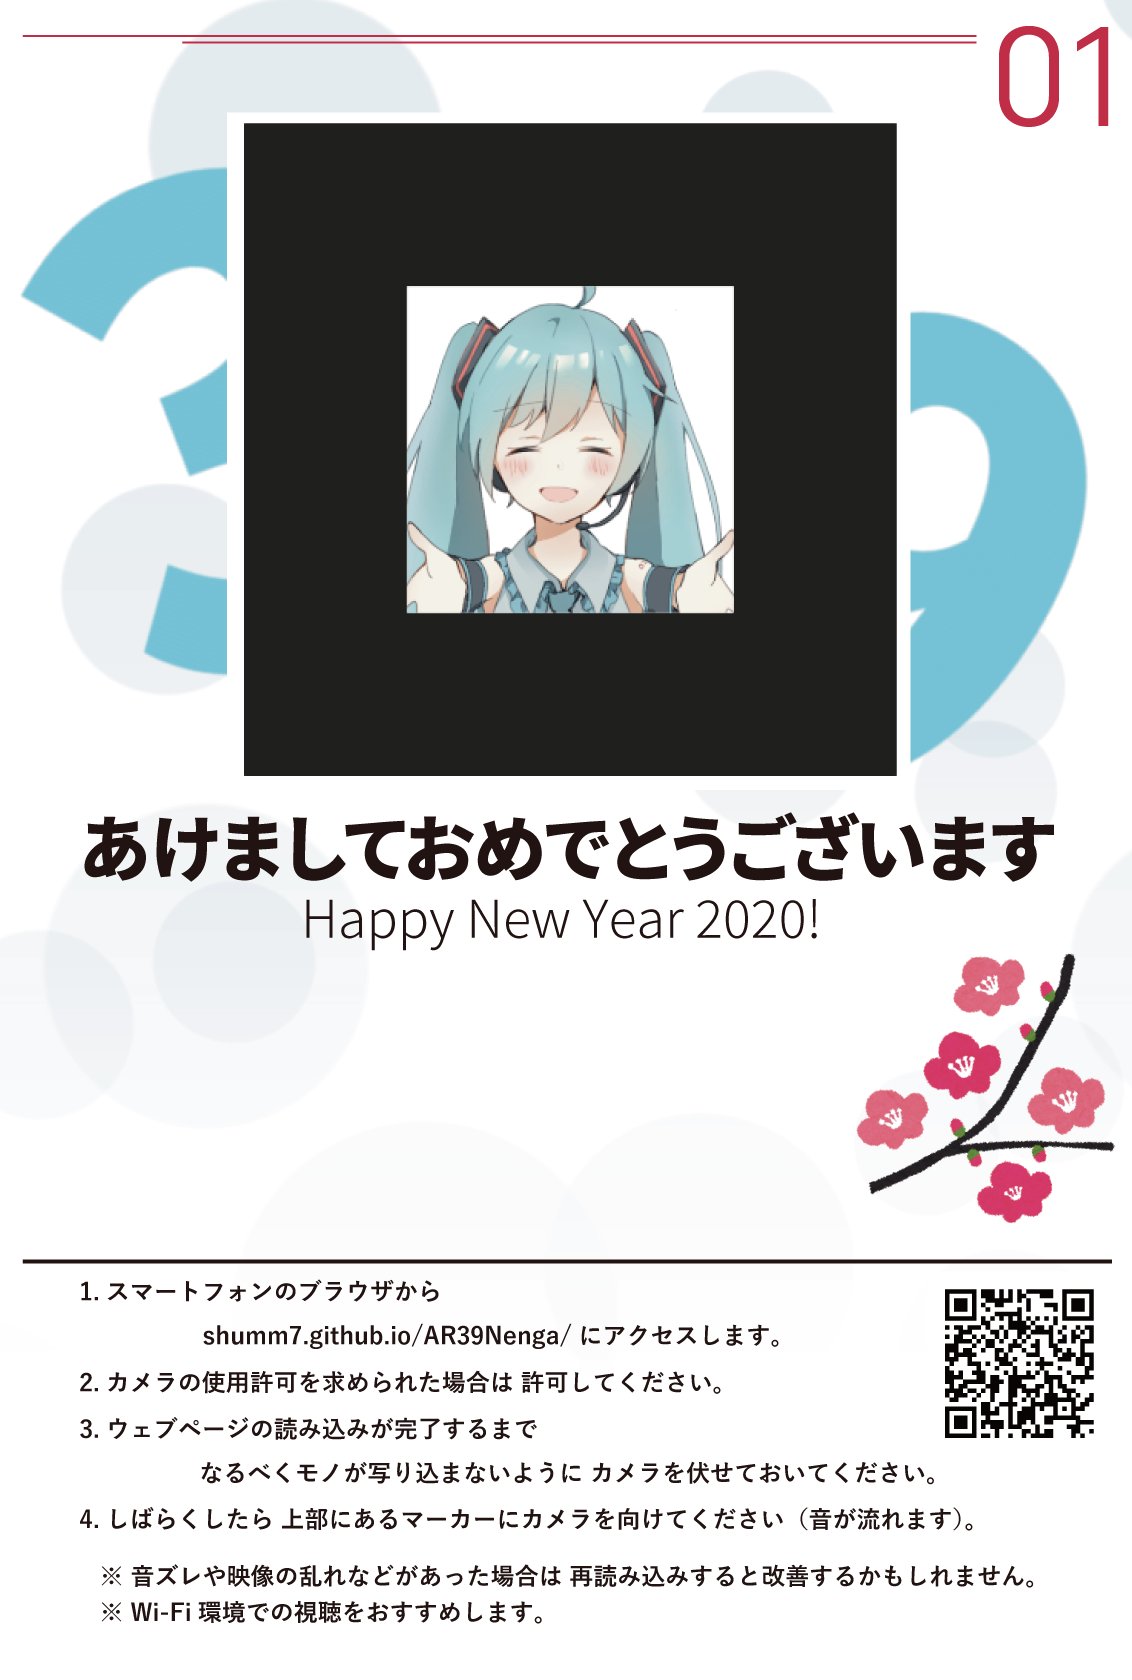 01
39
あけましておめでとうございます
Happy New Year 2020!
1. スマートフォンのブラウザから
shumm7.github.io/AR39Nenga/ にアクセスします。
2. カメラの使用許可を求められた場合は 許可してください。
3. ウェブページの読み込みが完了するまで
なるべくモノが写り込まないように カメラを伏せておいてください。
4. しばらくしたら 上部にあるマーカーにカメラを向けてください（音が流れます）。
※ 音ズレや映像の乱れなどがあった場合は 再読み込みすると改善するかもしれません。
※ Wi-Fi 環境での視聴をおすすめします。